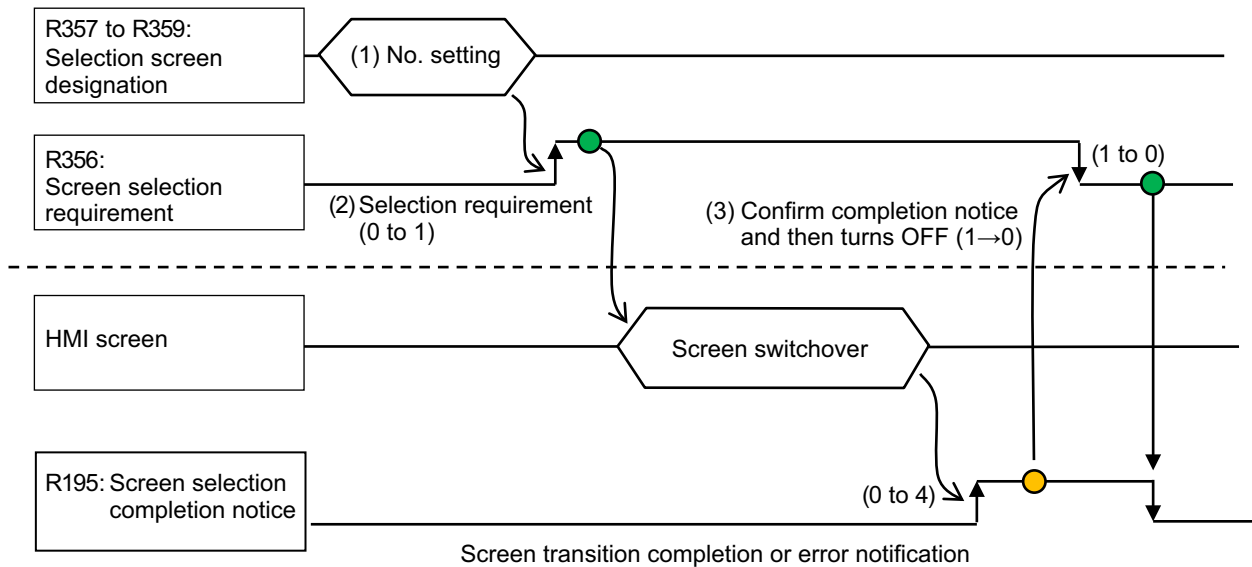 R357 to R359:
Selection screen
designation
(1) No. setting
R356:
Screen selection
requirement
(2) Selection requirement
(0 to 1)
(1 to 0)
(3) Confirm completion notice
and then turns OFF (1→0)
HMI screen
Screen switchover
R195: Screen selection
completion notice
(0 to 4)
Screen transition completion or error notification